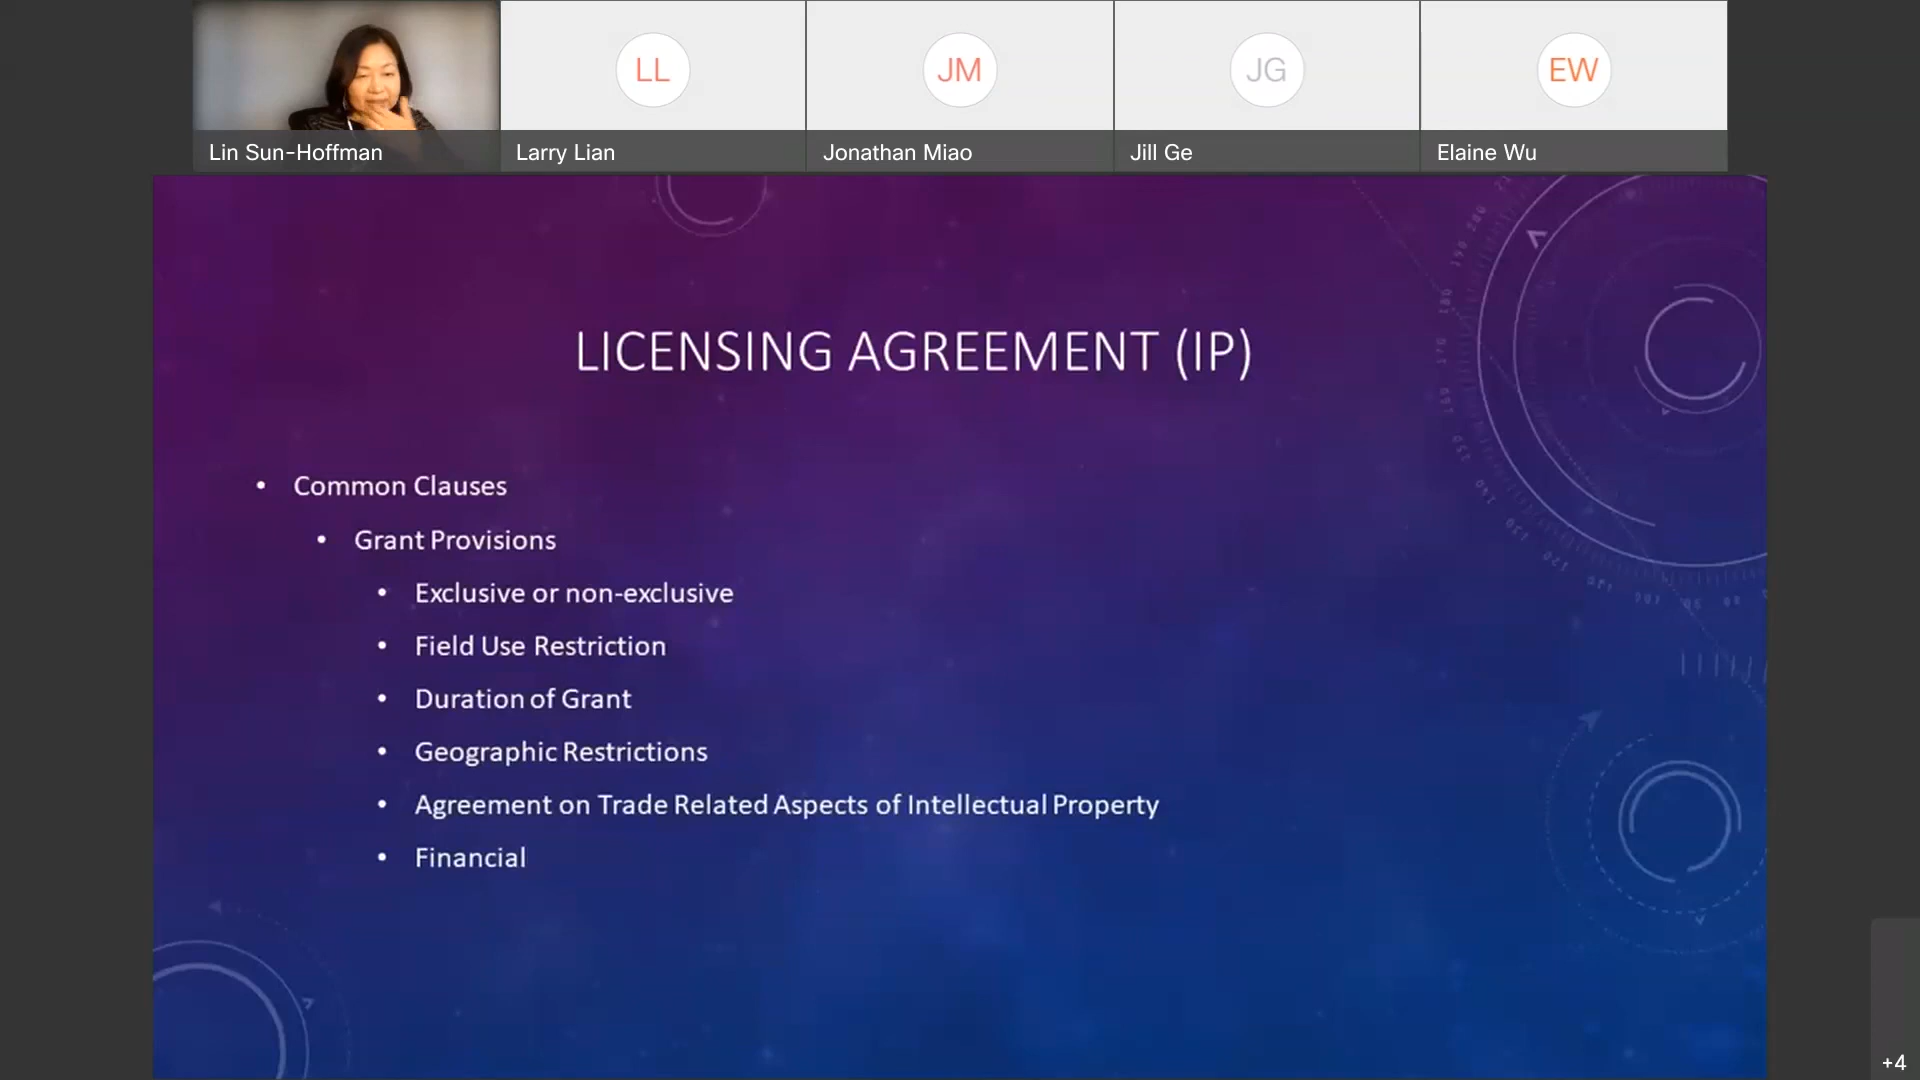 LL
JM
JG
EW
Lin Sun-Hoffman
Larry Lian
Jonathan Miao
Jill Ge
Elaine Wu
LICENSING AGREEMENT (IP)
• Common Clauses
• Grant Provisions
• Exclusive or non-exclusive
• Field Use Restriction
• Duration of Grant
• Geographic Restrictions
• Agreement on Trade Related Aspects of Intellectual Property
• Financial
+4